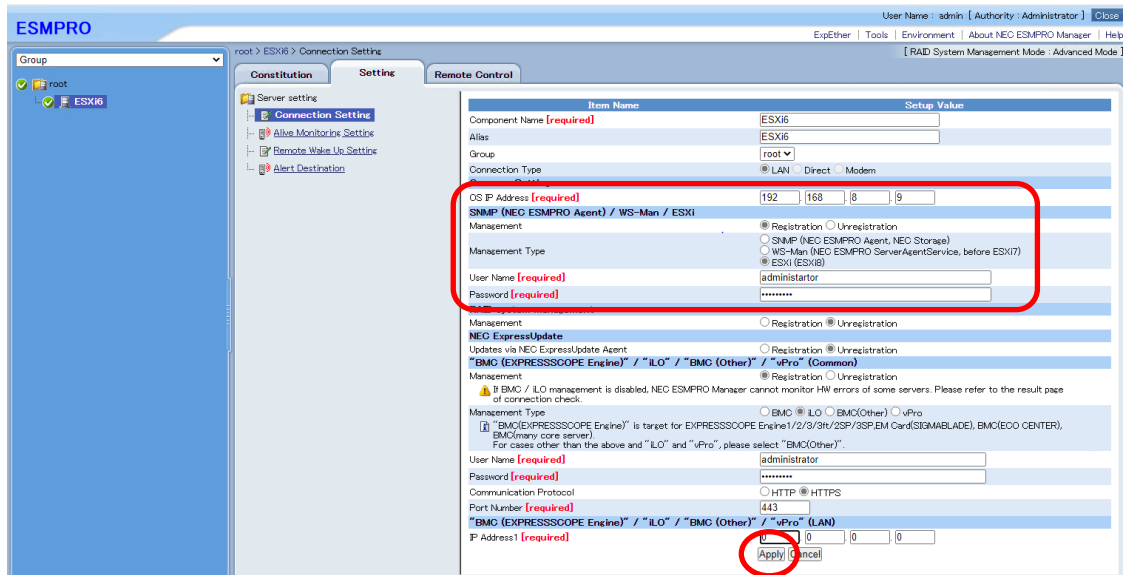 User Name : admin [ Authority : Administrator ] Close
ESMPRO
ExpEther | Tools | Environment | About NEC ESMPRO Manager | Help
Group
root > ESXi6 > Connection Setting
[ RAID System Management Mode : Advanced Mode ]
root
ESXi6
Constitution
Setting
Remote Control
Server setting
Connection Setting
Alive Monitoring Setting
Remote Wake Up Setting
Alert Destination
Item Name Setup Value
Component Name [required] ESXi6
Alias ESXi6
Group root
Connection Type LAN Direct Modem
OS IP Address [required] 192 . 168 . 8 . 9
SNMP (NEC ESMPRO Agent) / WS-Man / ESXi
Management Registration Unregistration
SNMP (NEC ESMPRO Agent, NEC Storage)
Management Type WS-Man (NEC ESMPRO ServerAgentService, before ESXi7)
ESXi (ESXi8)
User Name [required] administartor
Password [required] •••••••••
Management Registration Unregistration
NEC ExpressUpdate
Updates via NEC ExpressUpdate Agent Registration Unregistration
"BMC (EXPRESSSCOPE Engine)" / "iLO" / "BMC (Other)" / "vPro" (Common)
Management Registration Unregistration
If BMC / iLO management is disabled, NEC ESMPRO Manager cannot monitor HW errors of some servers. Please refer to the result page
of connection check.
Management Type BMC iLO BMC(Other) vPro
"BMC(EXPRESSSCOPE Engine)" is target for EXPRESSSCOPE Engine1/2/3/3ft/2SP/3SP,EM Card(SIGMABLADE), BMC(ECO CENTER),
BMC(many core server).
For cases other than the above and "iLO" and "vPro", please select "BMC(Other)".
User Name [required] administrator
Password [required] •••••••••
Communication Protocol HTTP HTTPS
Port Number [required] 443
"BMC (EXPRESSSCOPE Engine)" / "iLO" / "BMC (Other)" / "vPro" (LAN)
IP Address1 [required] 0 . 0 . 0 . 0
Apply Cancel